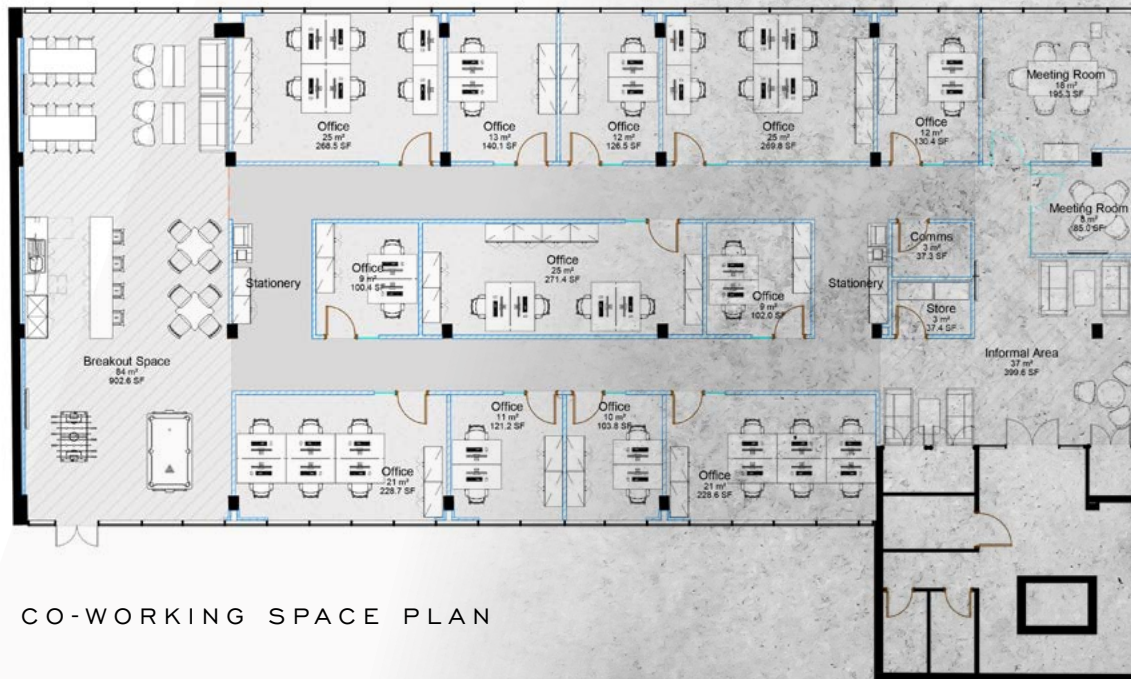 Office
25 m²
268.5 SF
Office
13 m²
140.1 SF
Office
12 m²
126.5 SF
Office
25 m²
269.8 SF
Office
12 m²
130.4 SF
Meeting Room
18 m²
195.3 SF
Meeting Room
8 m²
85.0 SF
Stationery
Office
9 m²
100.4 SF
Office
25 m²
271.4 SF
Office
9 m²
102.0 SF
Stationery
Comms
3 m²
37.3 SF
Store
3 m²
37.4 SF
Breakout Space
84 m²
902.6 SF
Informal Area
37 m²
399.6 SF
Office
21 m²
228.7 SF
Office
11 m²
121.2 SF
Office
10 m²
103.8 SF
Office
21 m²
228.6 SF
CO-WORKING SPACE PLAN